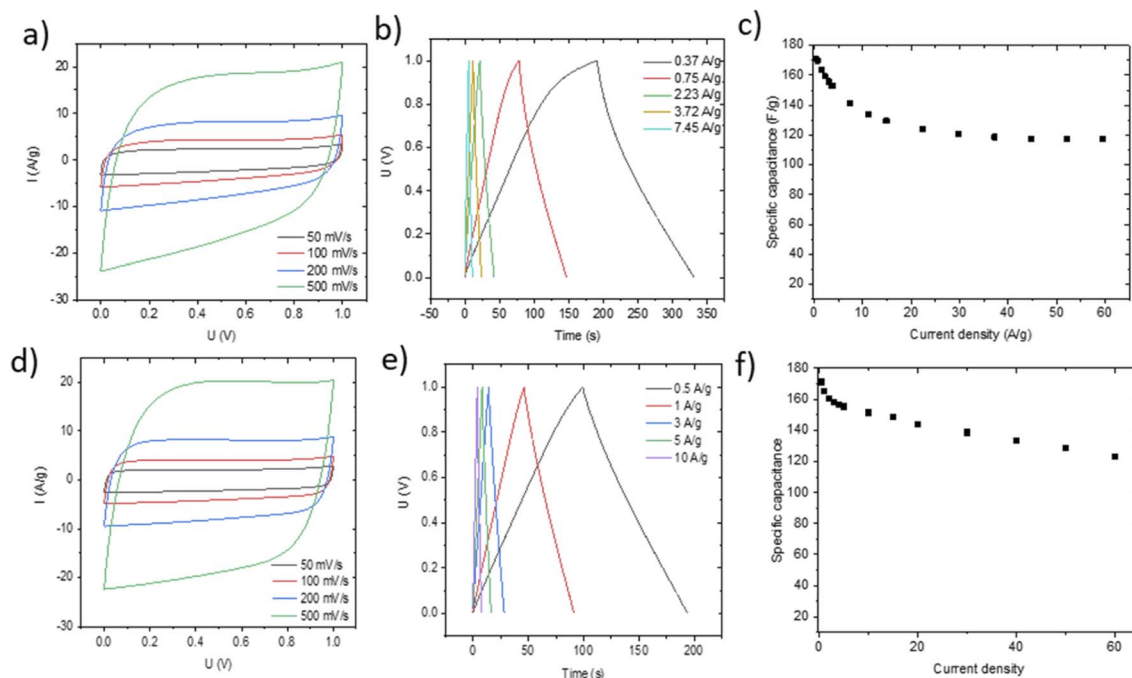 a)
20
10
0
-10
-20
-30
I (A/g)
0.0 0.2 0.4 0.6 0.8 1.0
U (V)
50 mV/s
100 mV/s
200 mV/s
500 mV/s
b)
1.0
0.8
0.6
0.4
0.2
0.0
U (V)
-50 0 50 100 150 200 250 300 350
Time (s)
0.37 A/g
0.75 A/g
2.23 A/g
3.72 A/g
7.45 A/g
c)
180
160
140
120
100
80
60
40
20
0
Specific capacitance (F/g)
0 10 20 30 40 50 60
Current density (A/g)
d)
20
10
0
-10
-20
-30
I (A/g)
0.0 0.2 0.4 0.6 0.8 1.0
U (V)
50 mV/s
100 mV/s
200 mV/s
500 mV/s
e)
1.0
0.8
0.6
0.4
0.2
0.0
U (V)
0 50 100 150 200
Time (s)
0.5 A/g
1 A/g
3 A/g
5 A/g
10 A/g
f)
180
160
140
120
100
80
60
40
20
Specific capacitance
0 20 40 60
Current density